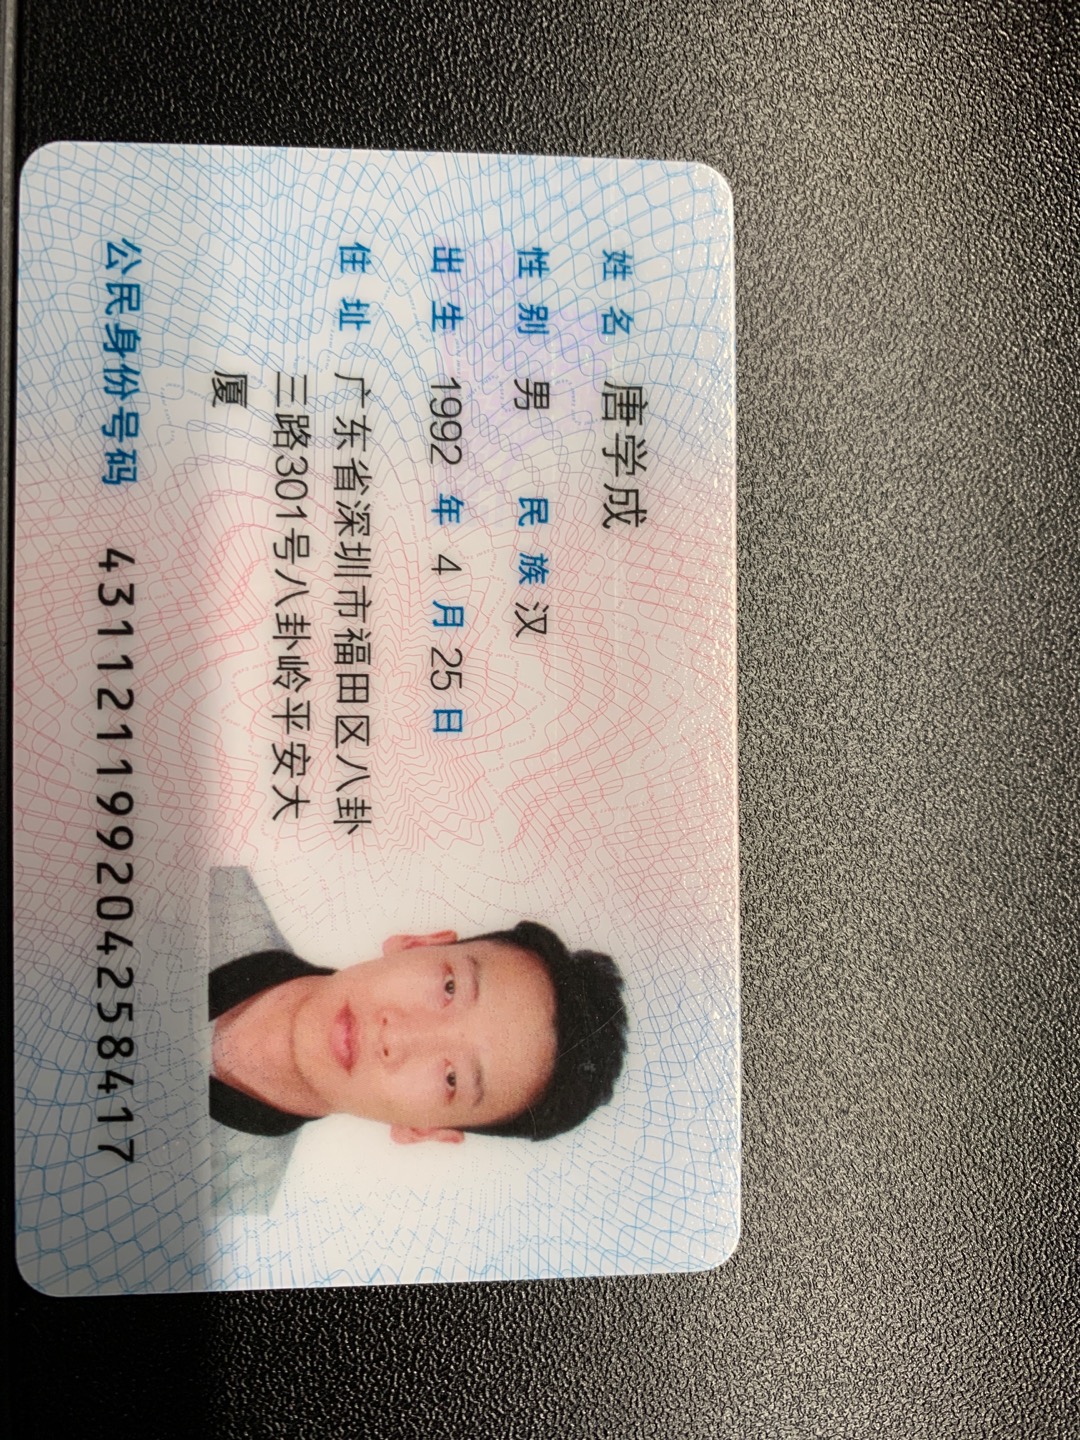 姓名 唐学成
性别 男 民族 汉
出生 1992 年 4 月 25 日
住址 广东省深圳市福田区八卦
三路301号八卦岭平安大
厦
公民身份号码 431121199204258417